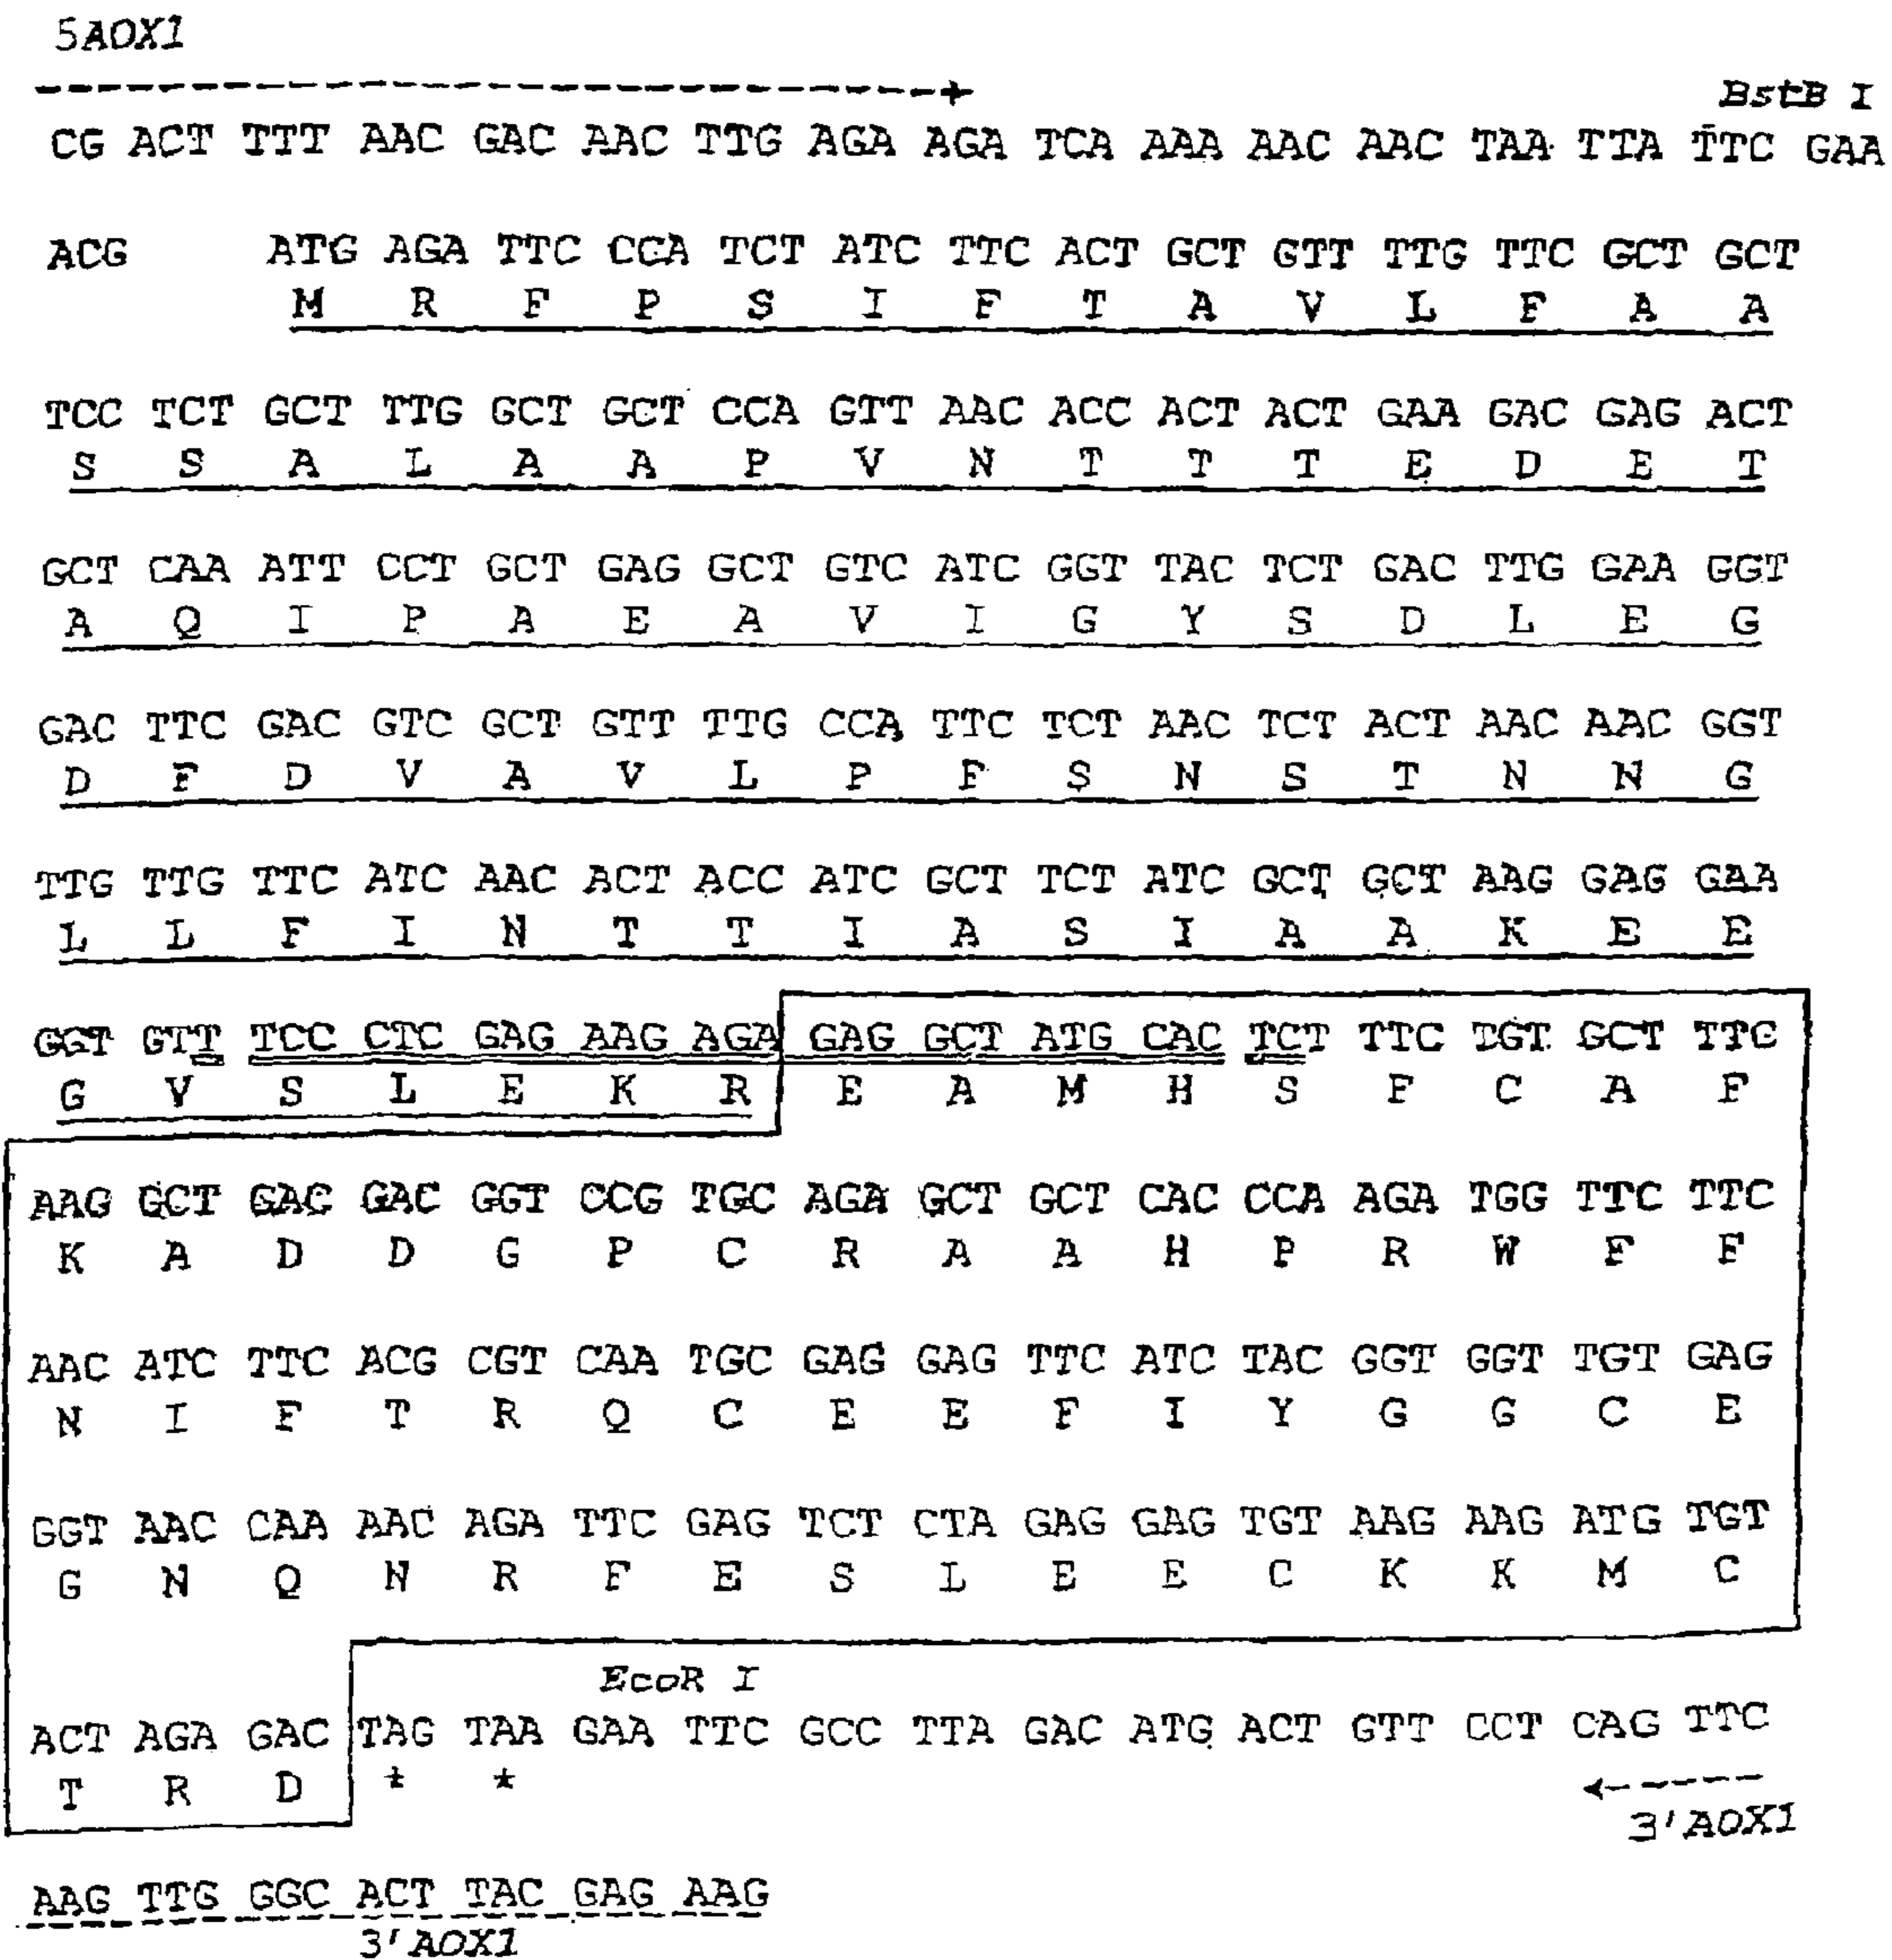 5AOX1
BstB I
CG ACT TTT AAC GAC AAC TTG AGA AGA TCA AAA AAC AAC TAA TTA TTC GAA
ACG ATG AGA TTC CCA TCT ATC TTC ACT GCT GTT TTG TTC GCT GCT
M R F P S I F T A V L F A A
TCC TCT GCT TTG GCT GCT CCA GTT AAC ACC ACT ACT GAA GAC GAG ACT
S S A L A A P V N T T T E D E T
GCT CAA ATT CCT GCT GAG GCT GTC ATC GGT TAC TCT GAC TTG GAA GGT
A Q I P A E A V I G Y S D L E G
GAC TTC GAC GTC GCT GTT TTG CCA TTC TCT AAC TCT ACT AAC AAC GGT
D F D V A V L P F S N S T N N G
TTG TTG TTC ATC AAC ACT ACC ATC GCT TCT ATC GCT GCT AAG GAG GAA
L L F I N T T I A S I A A K E E
GGT GTT TCC CTC GAG AAG AGA GAG GCT ATG CAC TCT TTC TGT GCT TTC
G V S L E K R E A M H S F C A F
AAG GCT GAC GAC GGT CCG TGC AGA GCT GCT CAC CCA AGA TGG TTC TTC
K A D D G P C R A A H P R W F F
AAC ATC TTC ACG CGT CAA TGC GAG GAG TTC ATC TAC GGT GGT TGT GAG
N I F T R Q C E E F I Y G G C E
GGT AAC CAA AAC AGA TTC GAG TCT CTA GAG GAG TGT AAG AAG ATG TGT
G N Q N R F E S L E E C K K M C
EcoR I
ACT AGA GAC TAG TAA GAA TTC GCC TTA GAC ATG ACT GTT CCT CAG TTC
T R D * *
3'AOX1
AAG TTG GGC ACT TAC GAG AAG
3'AOX1